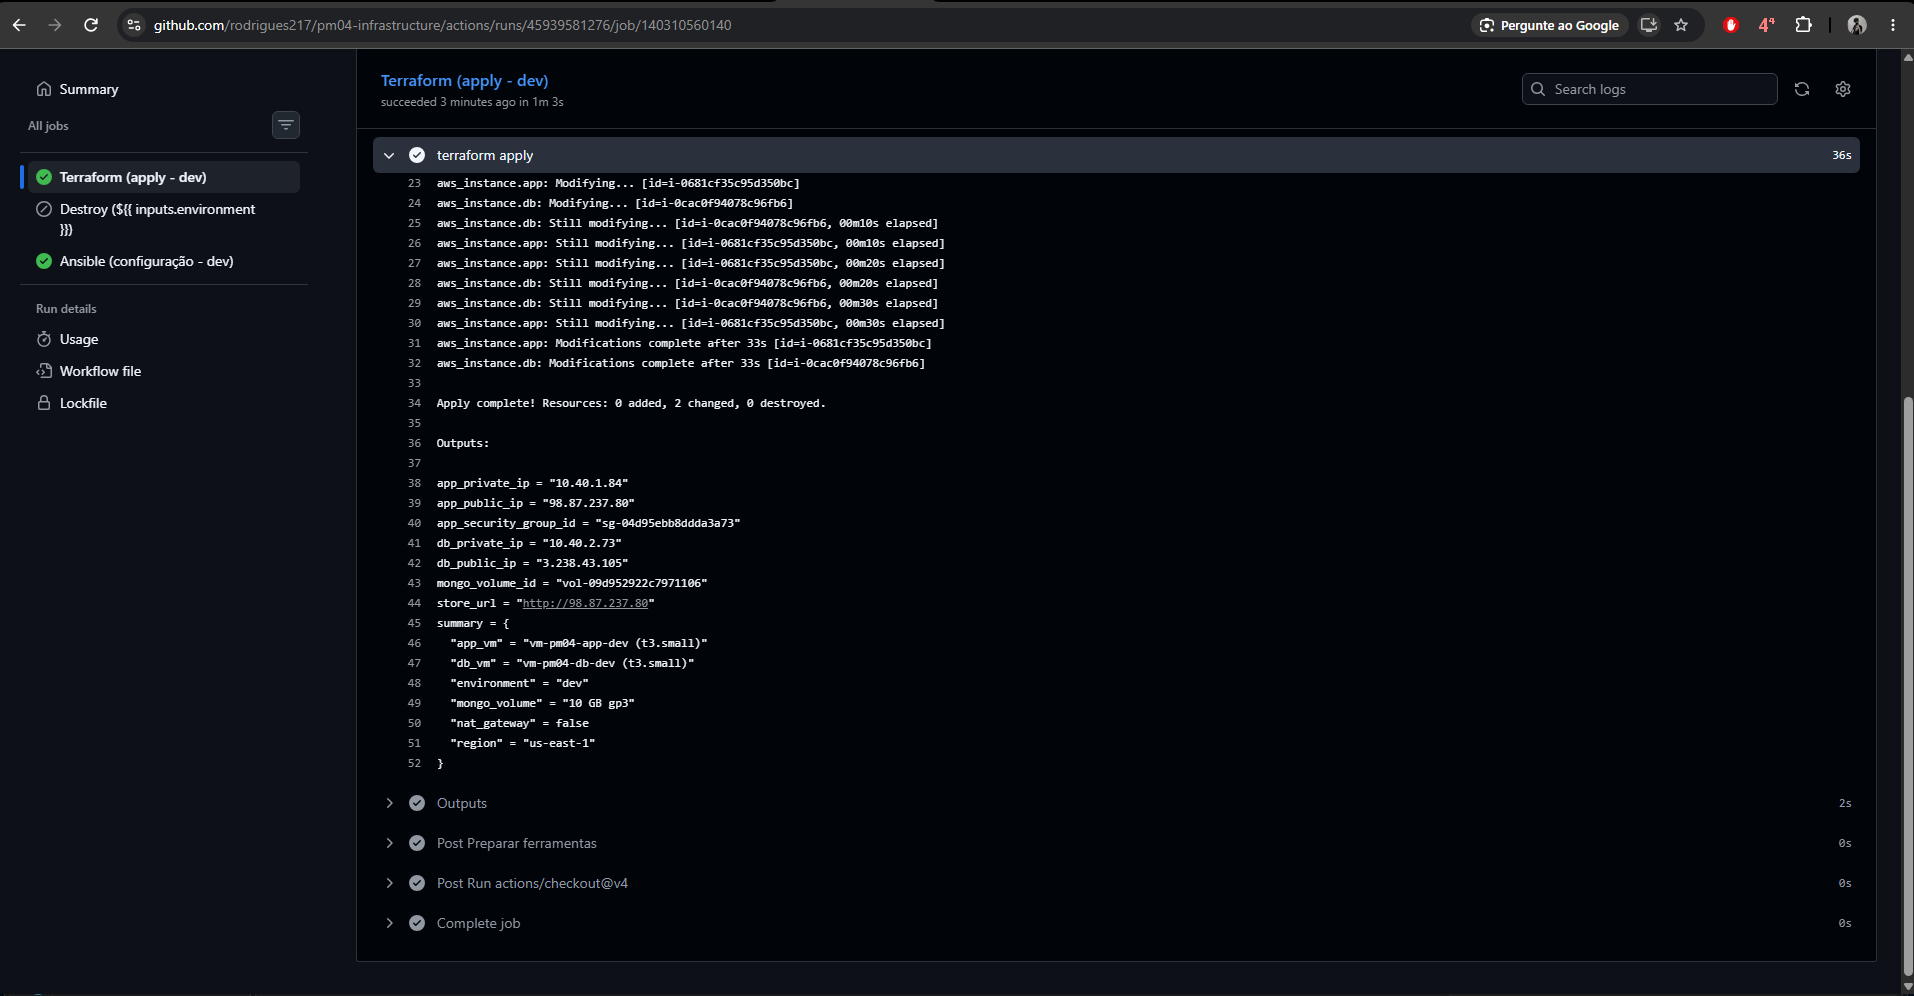 github.com/rodrigues217/pm04-infrastructure/actions/runs/45939581276/job/140310560140
Pergunte ao Google
4⁴
Summary
All jobs
Terraform (apply - dev)
Destroy (${{ inputs.environment
}})
Ansible (configuração - dev)
Run details
Usage
Workflow file
Lockfile
Terraform (apply - dev)
succeeded 3 minutes ago in 1m 3s
Search logs
terraform apply 36s
23 aws_instance.app: Modifying... [id=i-0681cf35c95d350bc]
24 aws_instance.db: Modifying... [id=i-0cac0f94078c96fb6]
25 aws_instance.db: Still modifying... [id=i-0cac0f94078c96fb6, 00m10s elapsed]
26 aws_instance.app: Still modifying... [id=i-0681cf35c95d350bc, 00m10s elapsed]
27 aws_instance.app: Still modifying... [id=i-0681cf35c95d350bc, 00m20s elapsed]
28 aws_instance.db: Still modifying... [id=i-0cac0f94078c96fb6, 00m20s elapsed]
29 aws_instance.db: Still modifying... [id=i-0cac0f94078c96fb6, 00m30s elapsed]
30 aws_instance.app: Still modifying... [id=i-0681cf35c95d350bc, 00m30s elapsed]
31 aws_instance.app: Modifications complete after 33s [id=i-0681cf35c95d350bc]
32 aws_instance.db: Modifications complete after 33s [id=i-0cac0f94078c96fb6]
33
34 Apply complete! Resources: 0 added, 2 changed, 0 destroyed.
35
36 Outputs:
37
38 app_private_ip = "10.40.1.84"
39 app_public_ip = "98.87.237.80"
40 app_security_group_id = "sg-04d95ebb8ddda3a73"
41 db_private_ip = "10.40.2.73"
42 db_public_ip = "3.238.43.105"
43 mongo_volume_id = "vol-09d952922c7971106"
44 store_url = "http://98.87.237.80"
45 summary = {
46 "app_vm" = "vm-pm04-app-dev (t3.small)"
47 "db_vm" = "vm-pm04-db-dev (t3.small)"
48 "environment" = "dev"
49 "mongo_volume" = "10 GB gp3"
50 "nat_gateway" = false
51 "region" = "us-east-1"
52 }
Outputs 2s
Post Preparar ferramentas 0s
Post Run actions/checkout@v4 0s
Complete job 0s